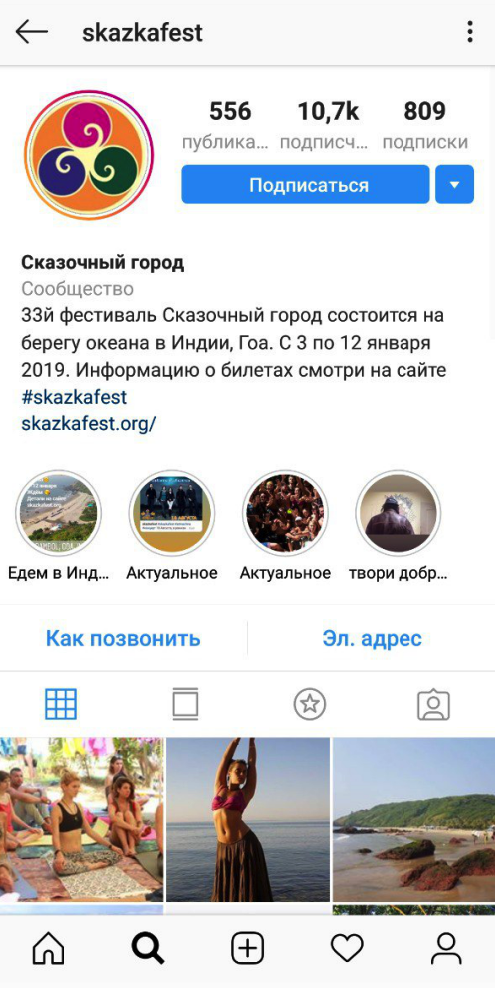 skazkafest
556 10,7k 809
публика... подписч... подписки
Подписаться
Сказочный город
Сообщество
33й фестиваль Сказочный город состоится на
берегу океана в Индии, Гоа. С 3 по 12 января
2019. Информацию о билетах смотри на сайте
#skazkafest
skazkafest.org/
Едем в Инд... Актуальное Актуальное твори добр...
Как позвонить Эл. адрес